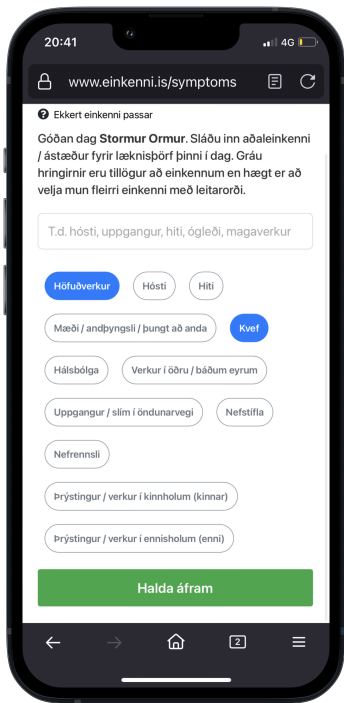 20:41
4G
www.einkenni.is/symptoms
Ekkert einkenni passar
Góðan dag Stormur Ormur. Sláðu inn aðaleinkenni
/ ástæður fyrir læknisþörf þinni í dag. Gráu
hringirnir eru tillögur að einkennum en hægt er að
velja mun fleirri einkenni með leitarorði.
T.d. hósti, uppgangur, hiti, ógleði, magaverkur
Höfuðverkur
Hósti
Hiti
Mæði / andþyngsli / þungt að anda
Kvef
Hálsbólga
Verkur í öðru / báðum eyrum
Uppgangur / slím í öndunarvegi
Nefstífla
Nefrennsli
Þrýstingur / verkur í kinnholum (kinnar)
Þrýstingur / verkur í ennisholum (enni)
Halda áfram
2